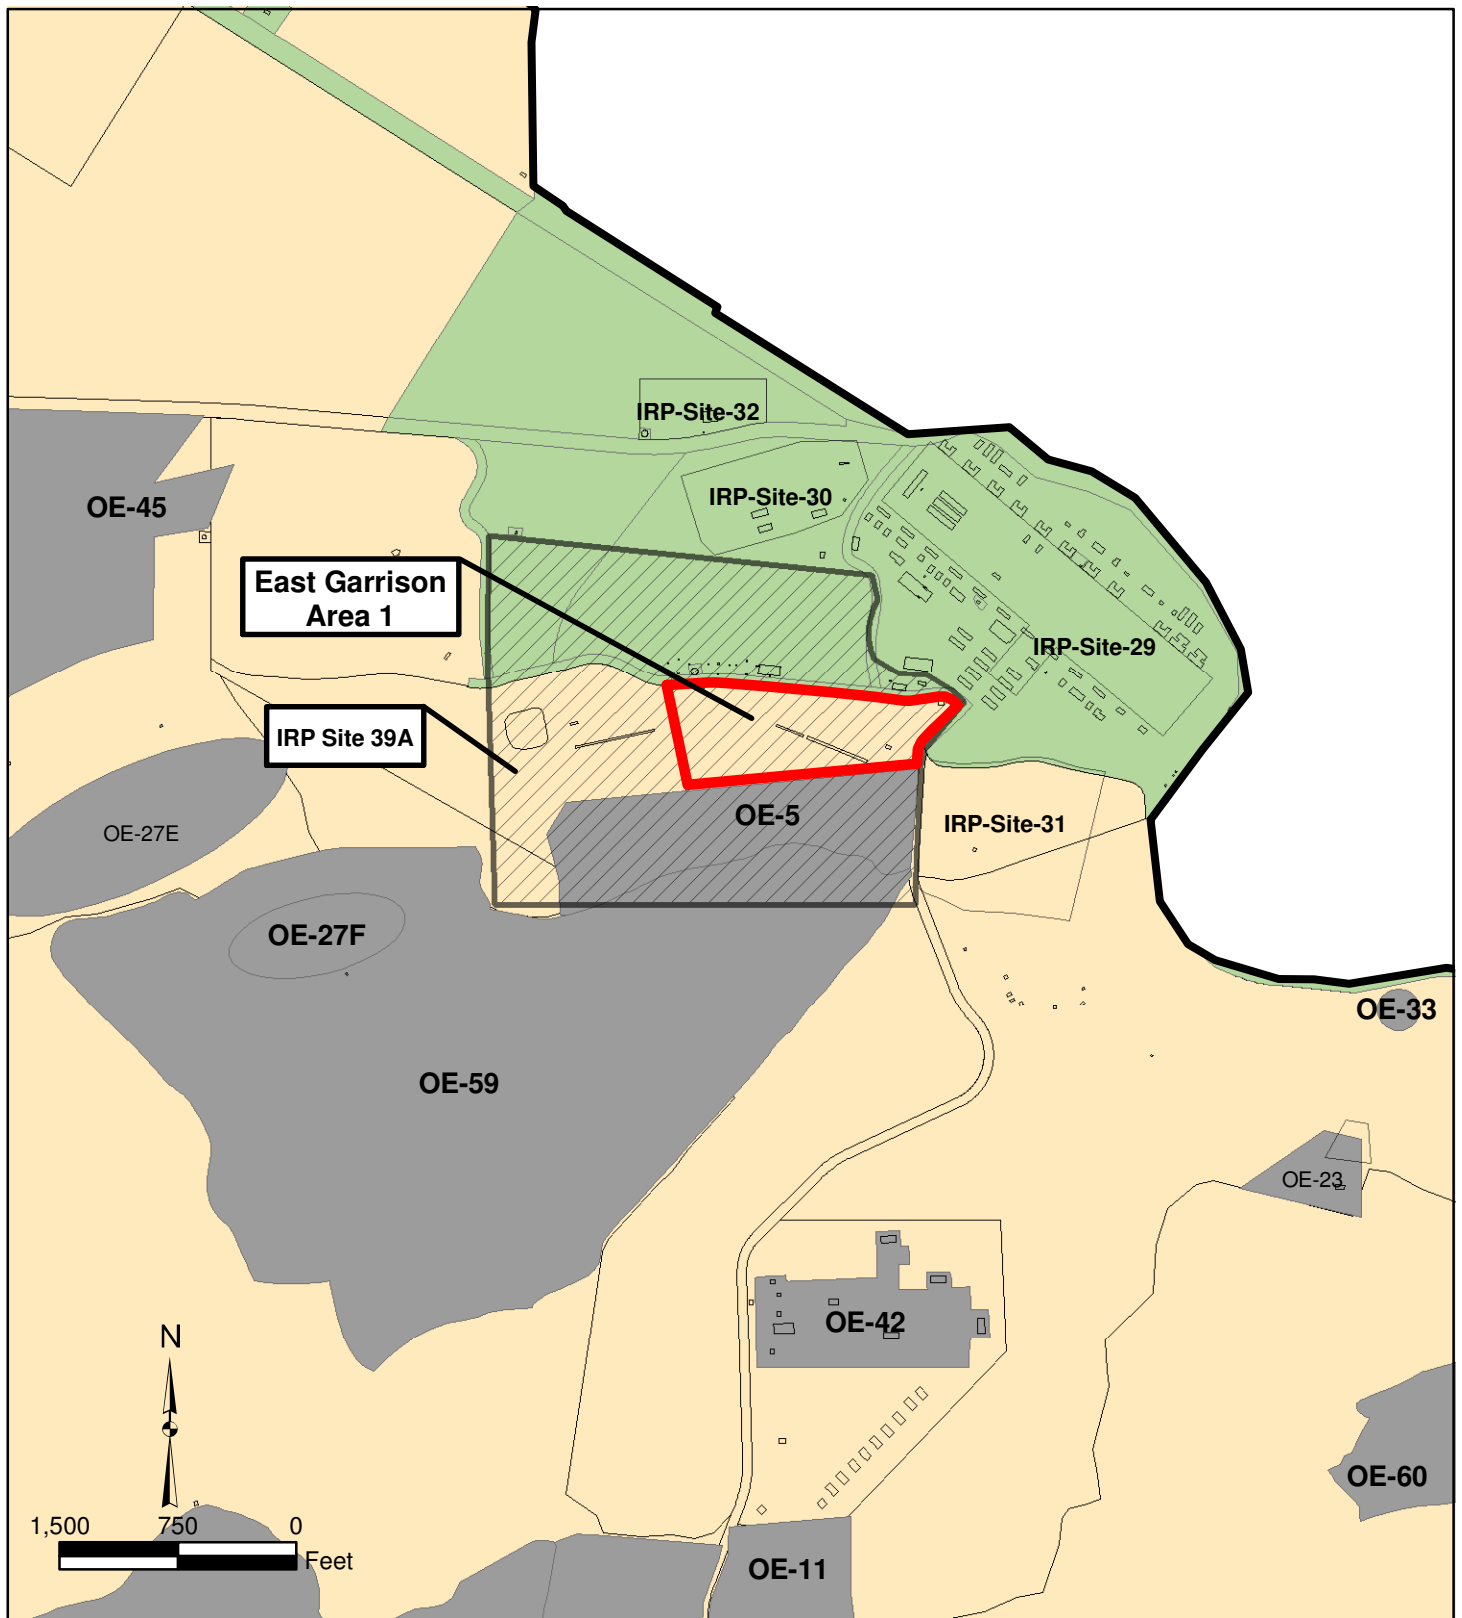 IRP-Site-32
IRP-Site-30
OE-45
East Garrison
Area 1
IRP-Site-29
IRP Site 39A
OE-5
IRP-Site-31
OE-27E
OE-27F
OE-33
OE-59
OE-23
OE-42
N
OE-60
1,500 750 0
Feet
OE-11